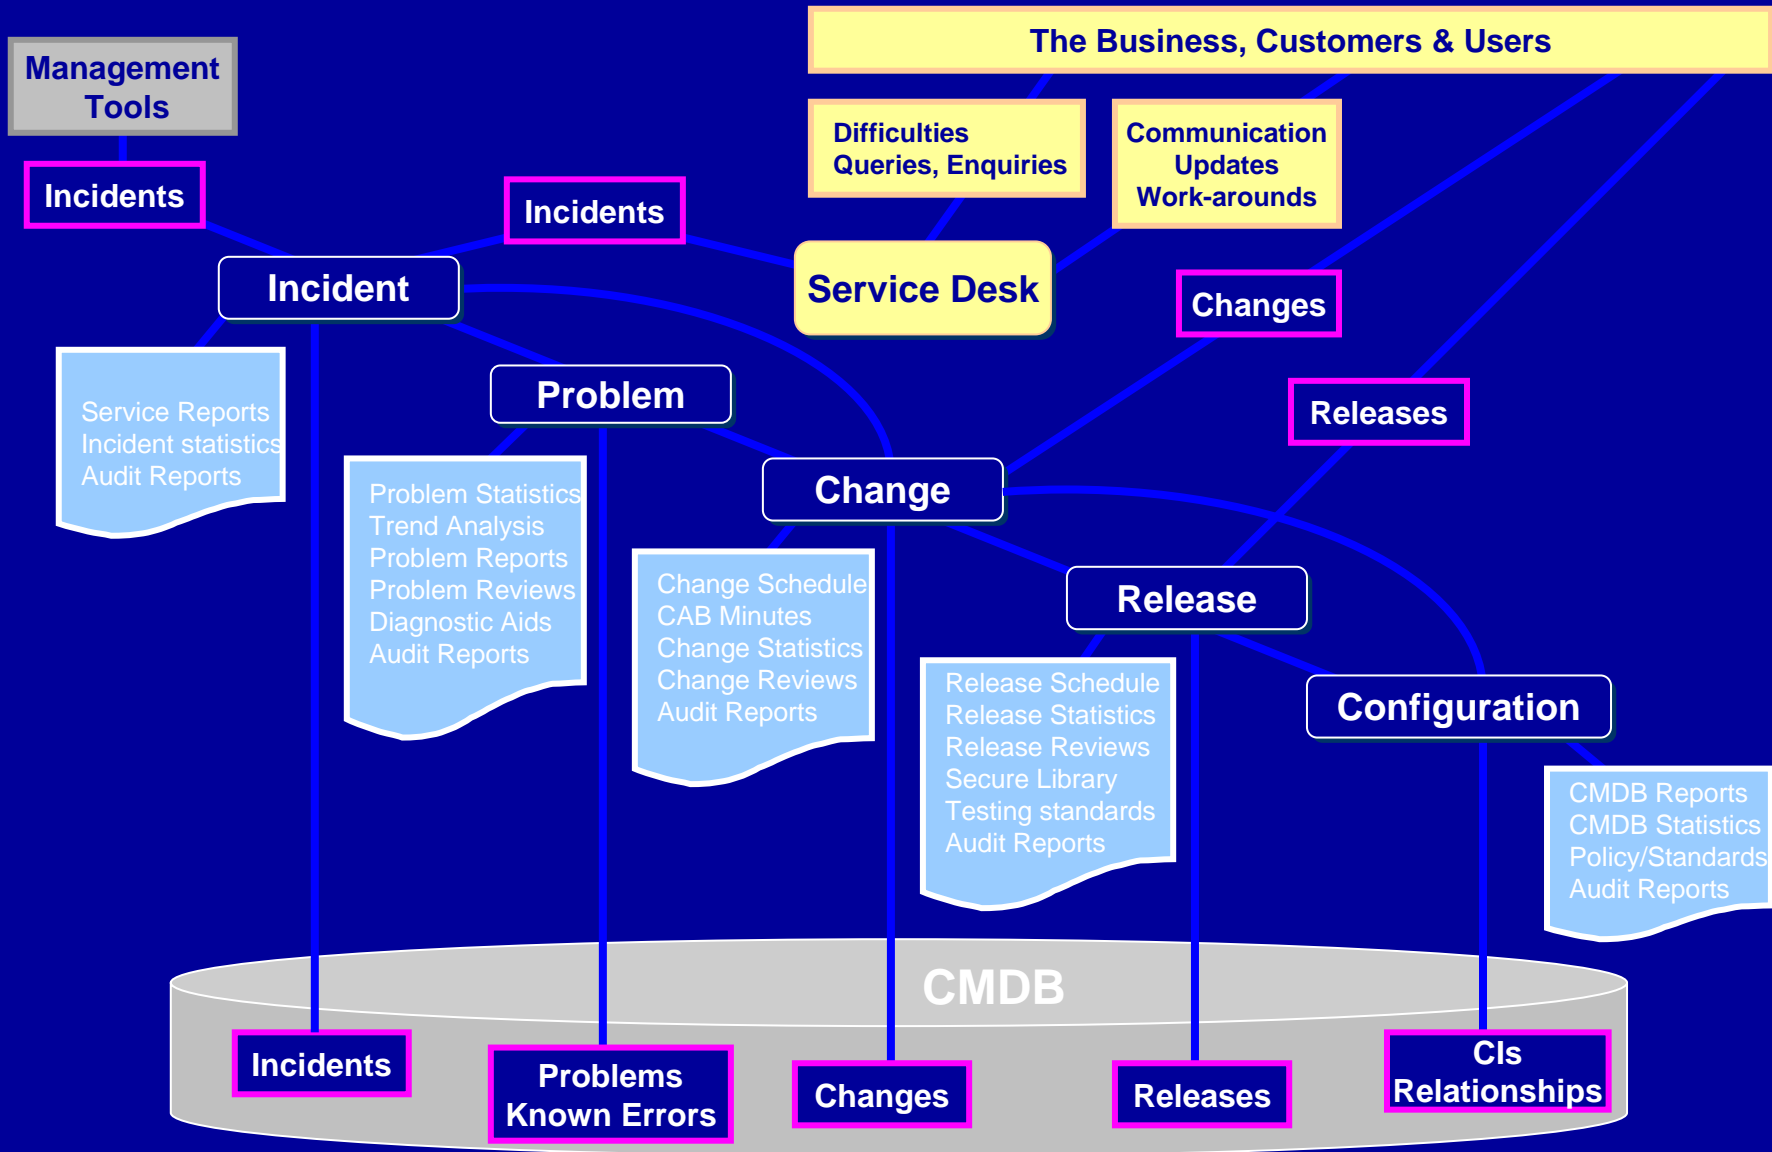 The Business, Customers & Users
Management
Tools
Difficulties
Queries, Enquiries
Communication
Updates
Work-arounds
Incidents
Incidents
Incident
Service Desk
Changes
Service Reports
Incident statistics
Audit Reports
Problem
Releases
Problem Statistics
Trend Analysis
Problem Reports
Problem Reviews
Diagnostic Aids
Audit Reports
Change
Change Schedule
CAB Minutes
Change Statistics
Change Reviews
Audit Reports
Release
Release Schedule
Release Statistics
Release Reviews
Secure Library
Testing standards
Audit Reports
Configuration
CMDB Reports
CMDB Statistics
Policy/Standards
Audit Reports
CMDB
Incidents
Problems
Known Errors
Changes
Releases
CIs
Relationships